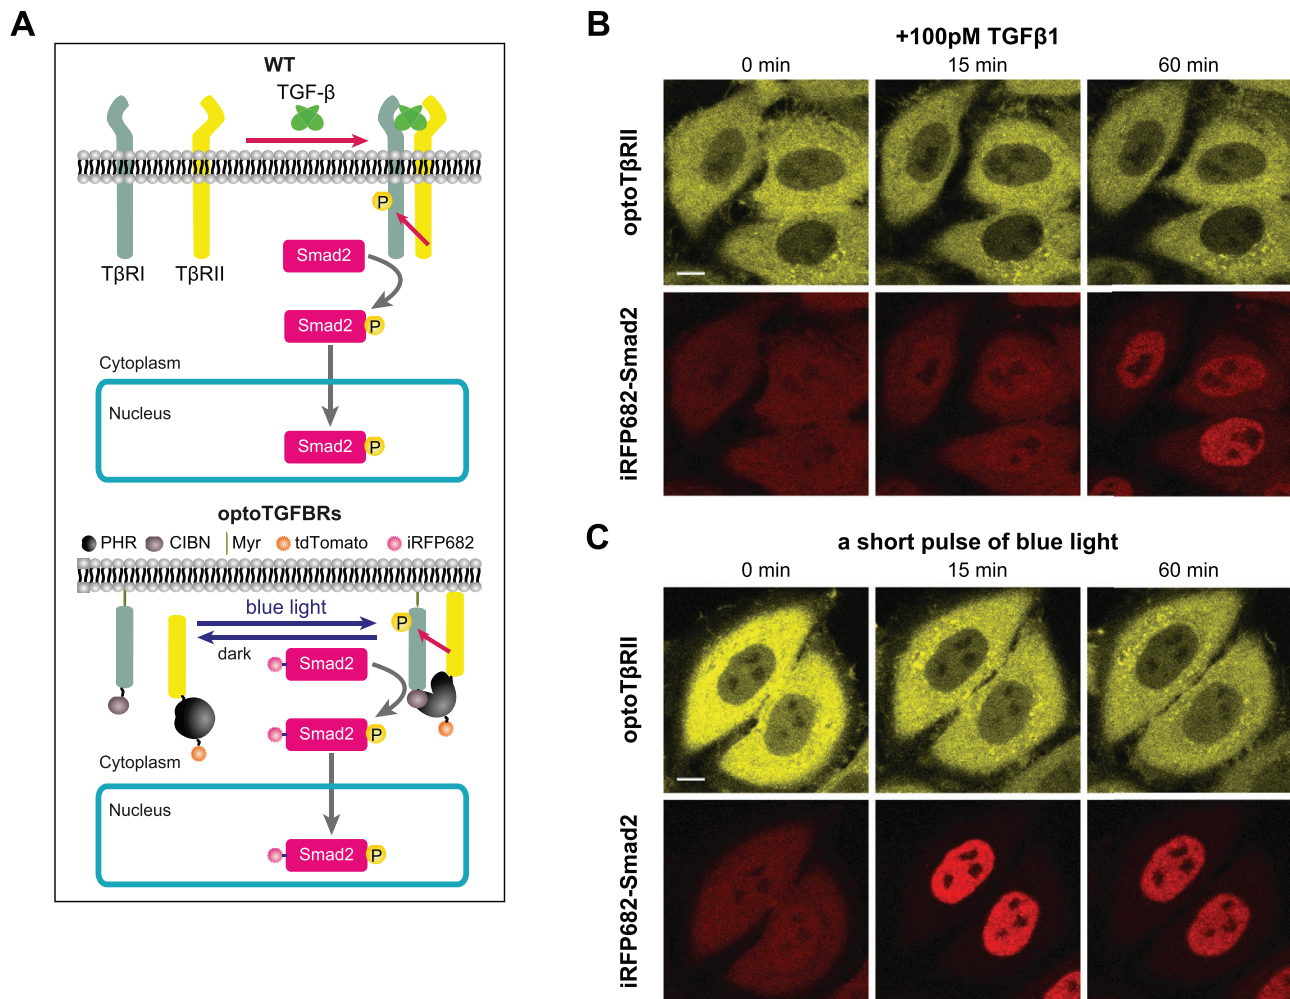 A
WT
TGF-β
P
TβRI
TβRII
Smad2
Smad2
P
Cytoplasm
Nucleus
Smad2
P
optoTGFBRs
PHR
CIBN
Myr
tdTomato
iRFP682
blue light
dark
P
Smad2
Smad2
P
Cytoplasm
Nucleus
Smad2
P
B
+100pM TGFβ1
0 min
15 min
60 min
optoTβRII
iRFP682-Smad2
C
a short pulse of blue light
0 min
15 min
60 min
optoTβRII
iRFP682-Smad2